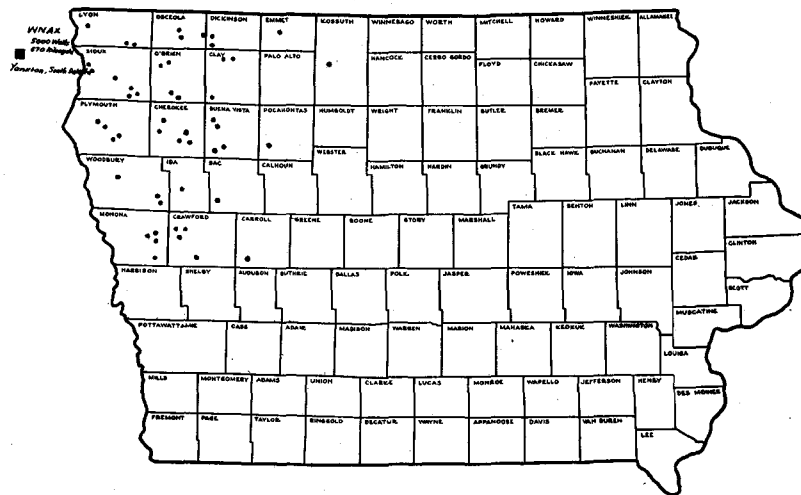 WNAX
5000 Watts
570 Kilocycles
Yankton, South Dakota
LYON
OSCEOLA
DICKINSON
EMMET
KOSSUTH
WINNEBAGO
WORTH
MITCHELL
HOWARD
WINNESHIEK
ALLAMAKEE
SIOUX
O'BRIEN
CLAY
PALO ALTO
HANCOCK
CERRO GORDO
FLOYD
CHICKASAW
FAYETTE
CLAYTON
PLYMOUTH
CHEROKEE
BUENA VISTA
POCAHONTAS
HUMBOLDT
WRIGHT
FRANKLIN
BUTLER
BREMER
WEBSTER
BLACK HAWK
BUCHANAN
DELAWARE
DUBUQUE
WOODBURY
IDA
SAC
CALHOUN
HAMILTON
HARDIN
GRUNDY
TAMA
BENTON
LINN
JONES
JACKSON
MONONA
CRAWFORD
CARROLL
GREENE
BOONE
STORY
MARSHALL
CLINTON
CEDAR
HARRISON
SHELBY
AUDUBON
GUTHRIE
DALLAS
POLK
JASPER
POWESHIEK
IOWA
JOHNSON
SCOTT
MUSCATINE
POTTAWATTAMIE
CASS
ADAIR
MADISON
WARREN
MARION
MAHASKA
KEOKUK
WASHINGTON
LOUISA
MILLS
MONTGOMERY
ADAMS
UNION
CLARKE
LUCAS
MONROE
WAPELLO
JEFFERSON
HENRY
DES MOINES
FREMONT
PAGE
TAYLOR
RINGGOLD
DECATUR
WAYNE
APPANOOSE
DAVIS
VAN BUREN
LEE